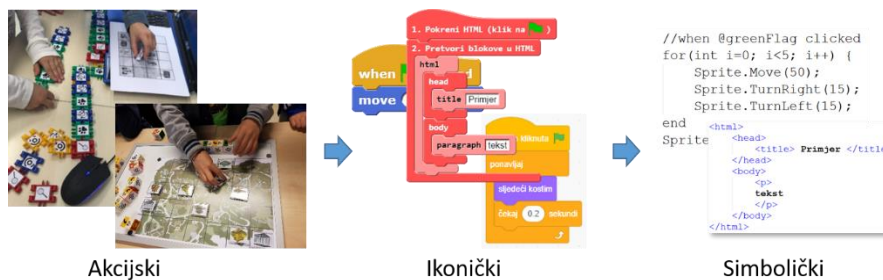 1. Pokreni HTML (klik na )
2. Pretvori blokove u HTML
html
when
head
move
title Primjer
body
paragraph tekst
kliknuta
ponavljaj
sljedeći kostim
čekaj 0.2 sekundi
//when @greenFlag clicked
for(int i=0; i<5; i++) {
Sprite.Move(50);
Sprite.TurnRight(15);
Sprite.TurnLeft(15);
end
Sprite
<html>
<head>
<title> Primjer </title
</head>
<body>
<p>
tekst
</p>
</body>
</html>
Akcijski
Ikonički
Simbolički